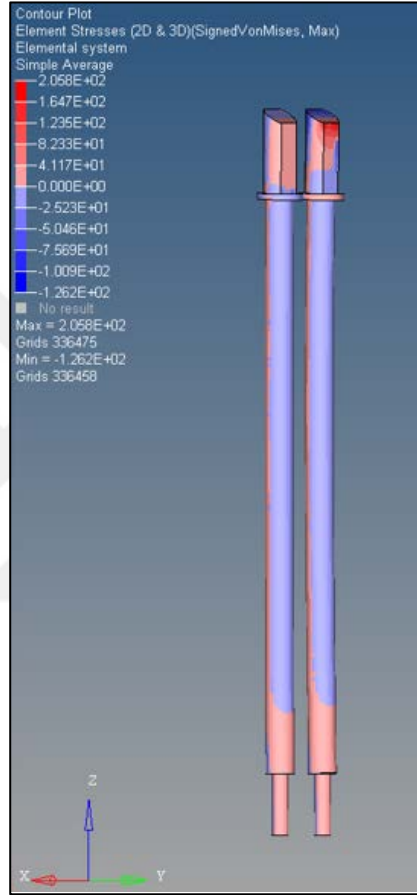 Contour Plot
Element Stresses (2D & 3D)(SignedVonMises, Max)
Elemental system
Simple Average
2.058E+02
1.647E+02
1.235E+02
8.233E+01
4.117E+01
0.000E+00
-2.523E+01
-5.046E+01
-7.569E+01
-1.009E+02
-1.262E+02
No result
Max = 2.058E+02
Grids 336475
Min = -1.262E+02
Grids 336458
Z
X Y